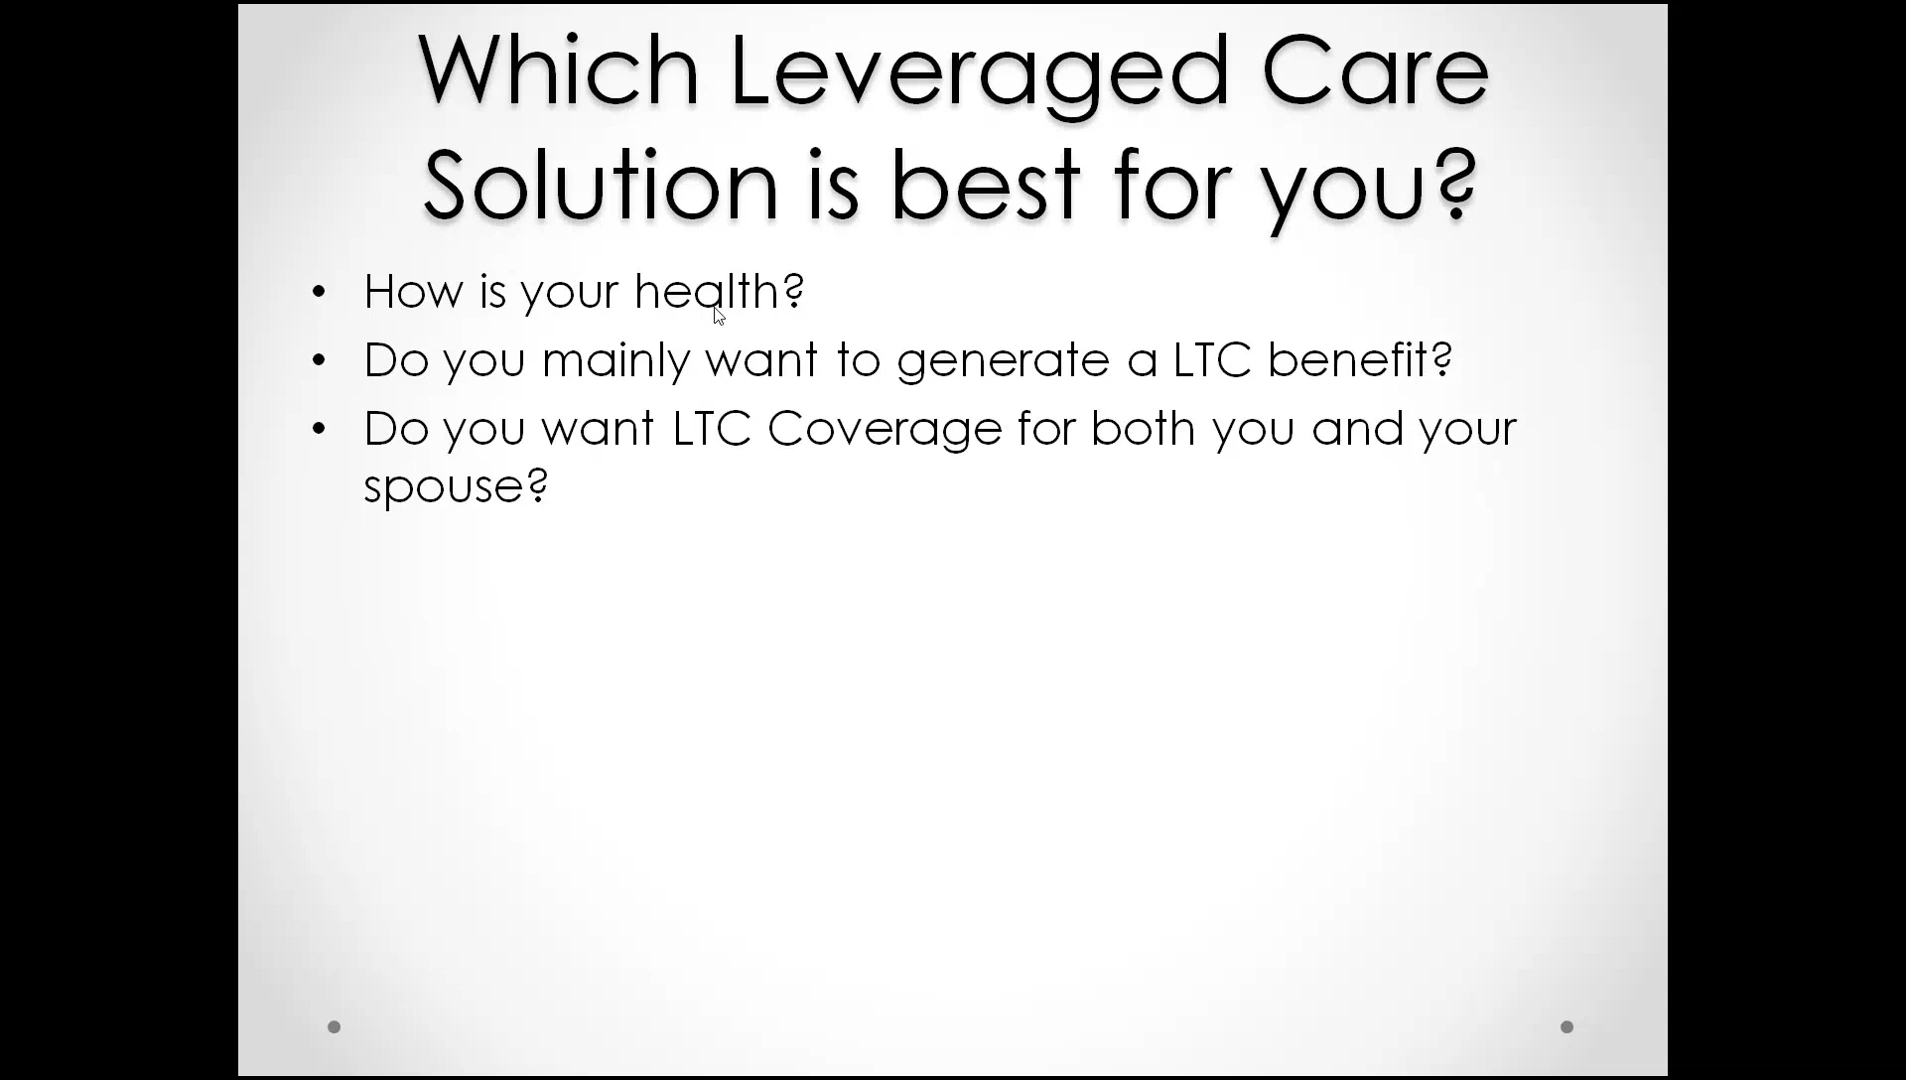 Which Leveraged Care
Solution is best for you?
• How is your health?
• Do you mainly want to generate a LTC benefit?
• Do you want LTC Coverage for both you and your
spouse?